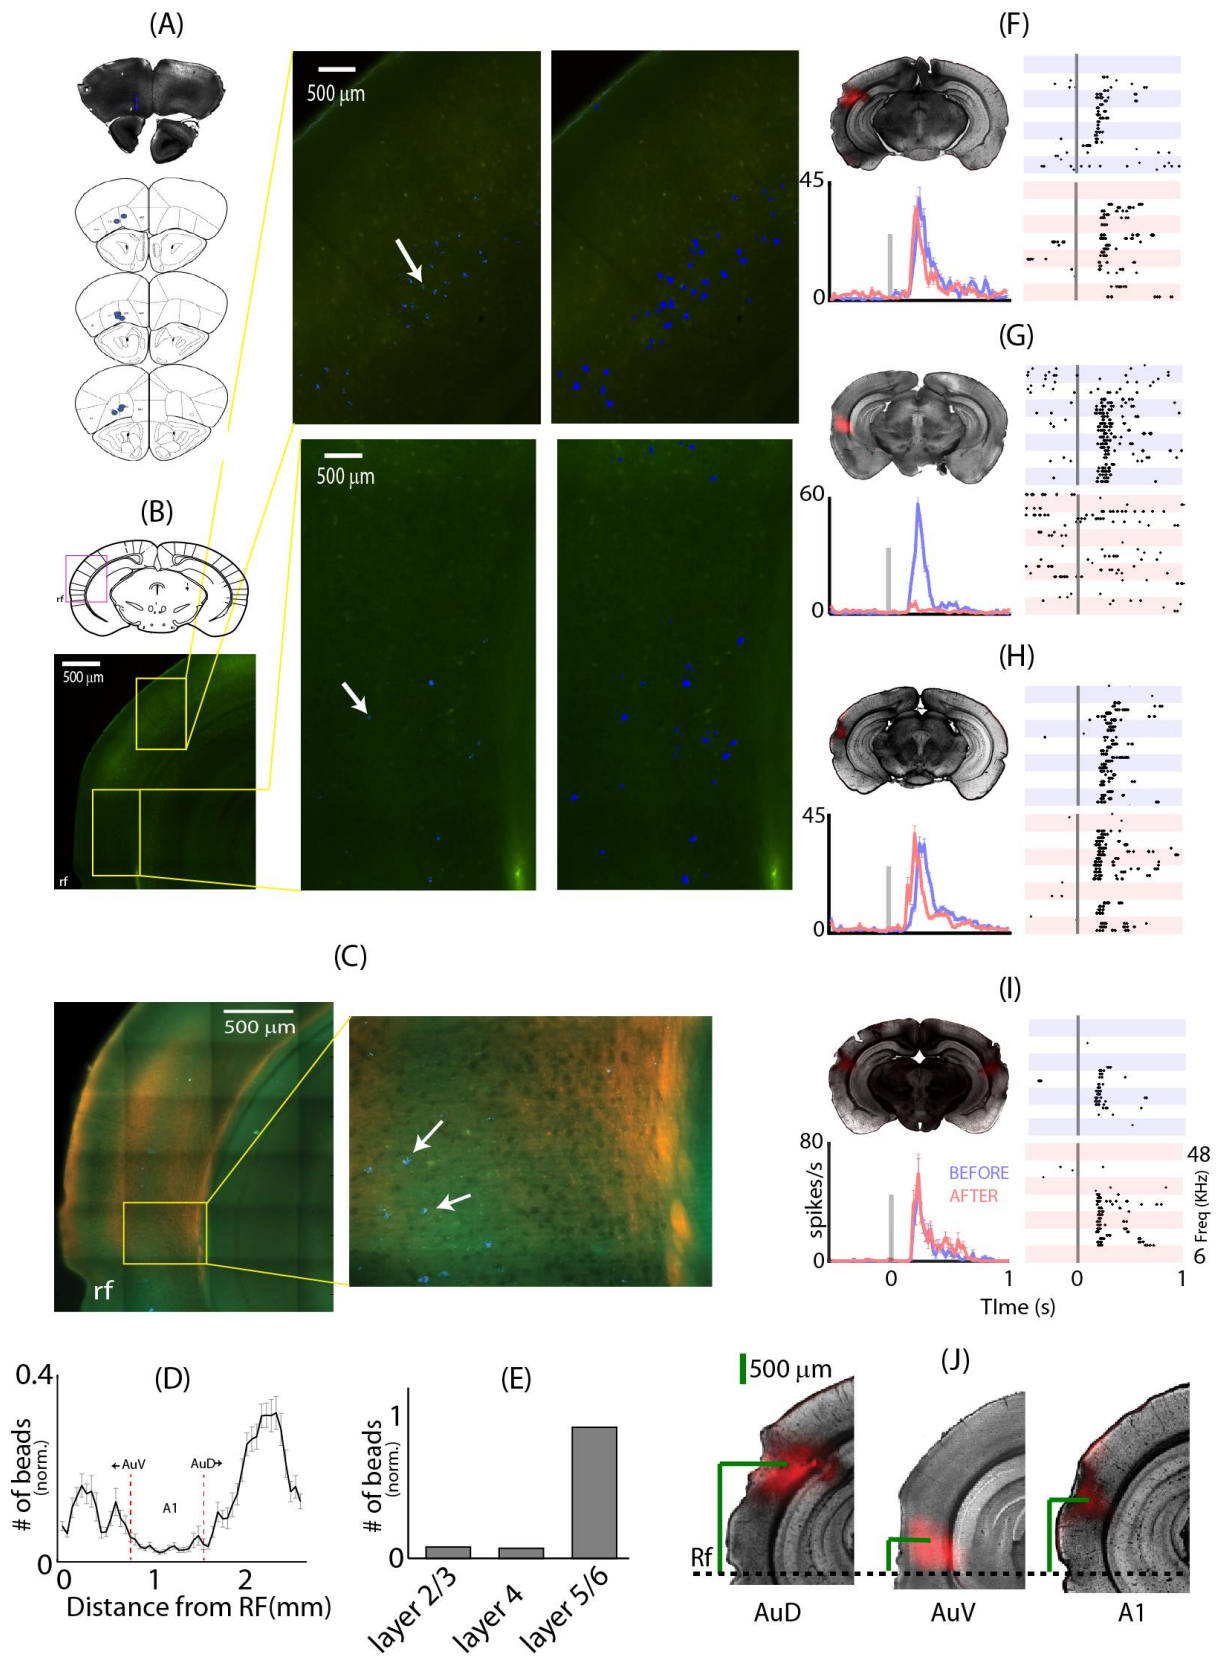 (A)
500 μm
(B)
rf
500 μm
rf
500 μm
(C)
500 μm
rf
(D)
0.4
# of beads
(norm.)
←AuV
AuD→
A1
0
0
1
2
Distance from RF(mm)
(E)
1
# of beads
(norm.)
0
layer 2/3
layer 4
layer 5/6
(F)
45
0
(G)
60
0
(H)
45
0
(I)
80
spikes/s
BEFORE
AFTER
0
48
Freq (KHz)
6
0
1
0
1
TIme (s)
(J)
500 μm
Rf
AuD
AuV
A1